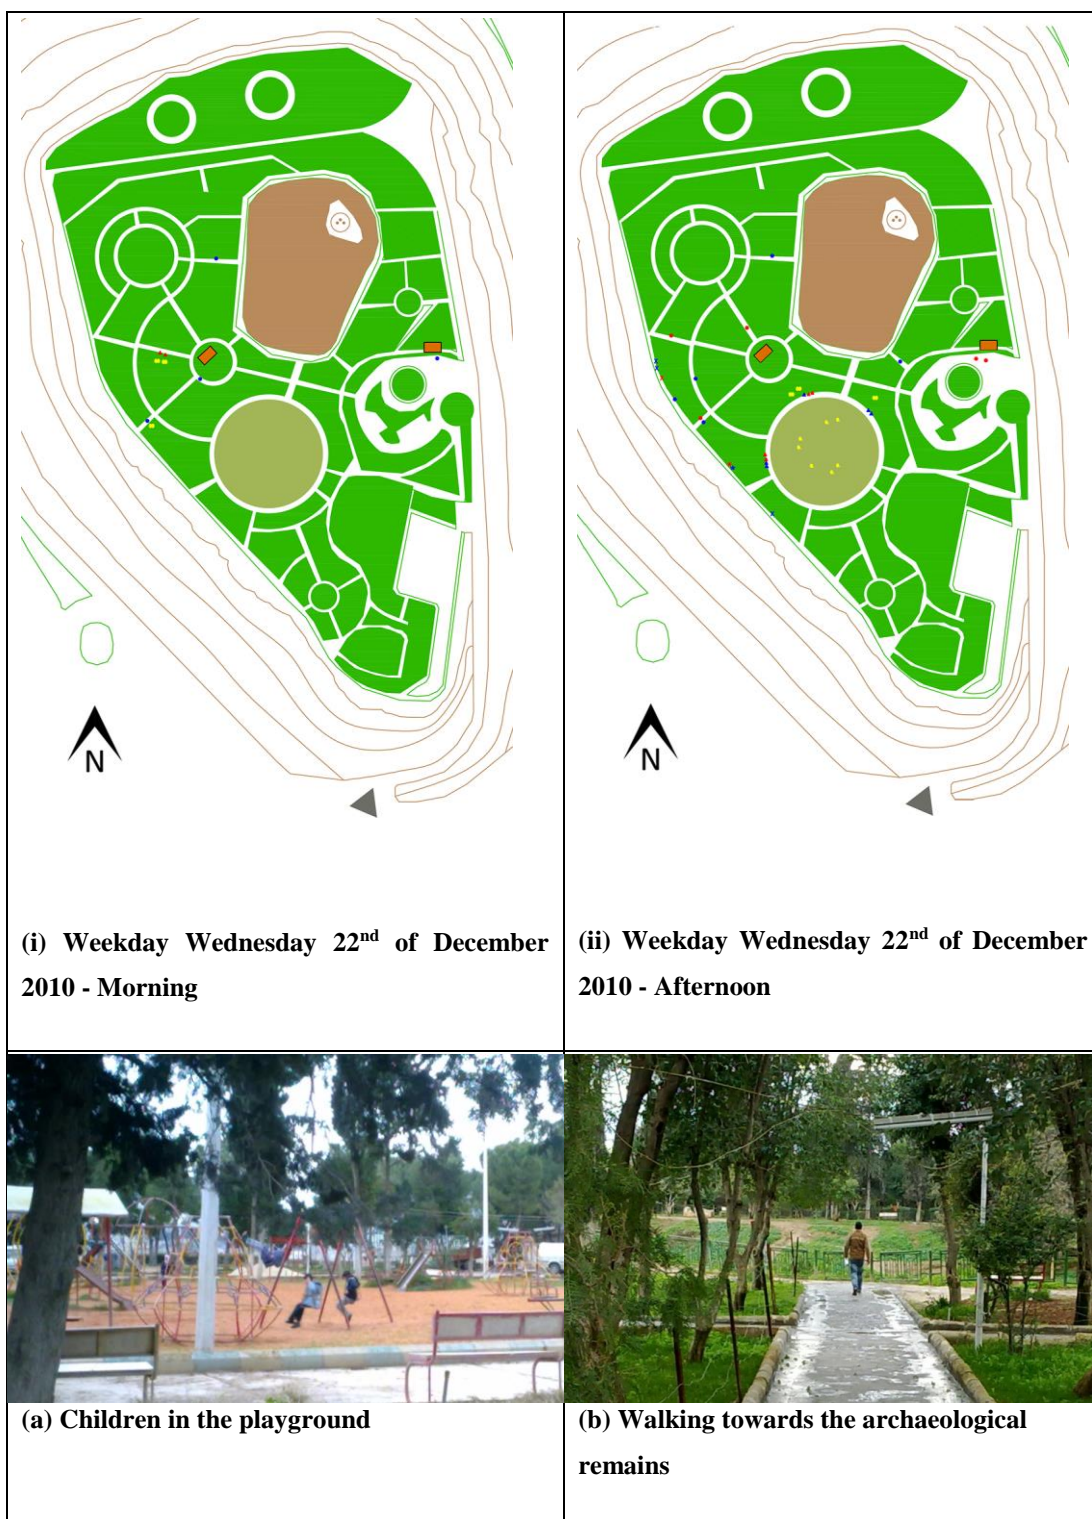 N
N
(i) Weekday Wednesday 22nd of December
2010 - Morning
(ii) Weekday Wednesday 22nd of December
2010 - Afternoon
(a) Children in the playground
(b) Walking towards the archaeological
remains